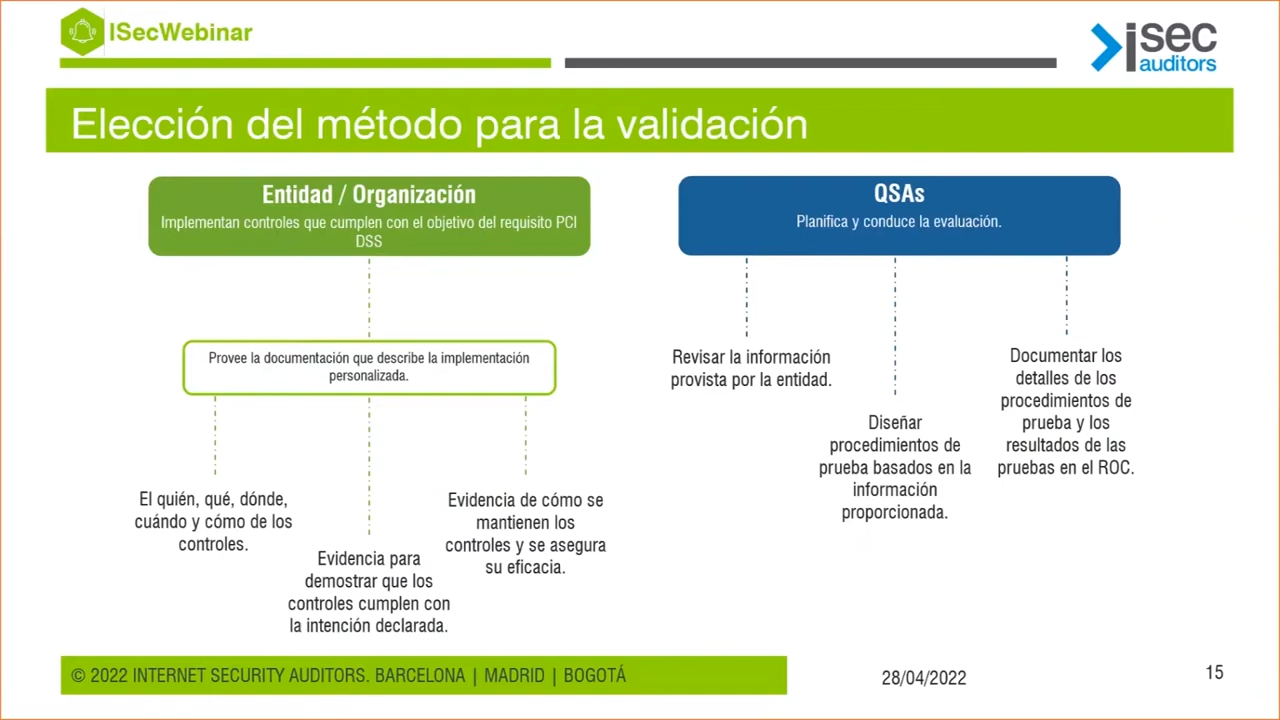 ISecWebinar
isec
auditors
Elección del método para la validación
Entidad / Organización
Implementan controles que cumplen con el objetivo del requisito PCI
DSS
Provee la documentación que describe la implementación
personalizada.
El quién, qué, dónde,
cuándo y cómo de los
controles.
Evidencia para
demostrar que los
controles cumplen con
la intención declarada.
Evidencia de cómo se
mantienen los
controles y se asegura
su eficacia.
QSAs
Planifica y conduce la evaluación.
Revisar la información
provista por la entidad.
Diseñar
procedimientos de
prueba basados en la
información
proporcionada.
Documentar los
detalles de los
procedimientos de
prueba y los
resultados de las
pruebas en el ROC.
© 2022 INTERNET SECURITY AUDITORS. BARCELONA | MADRID | BOGOTÁ
28/04/2022
15